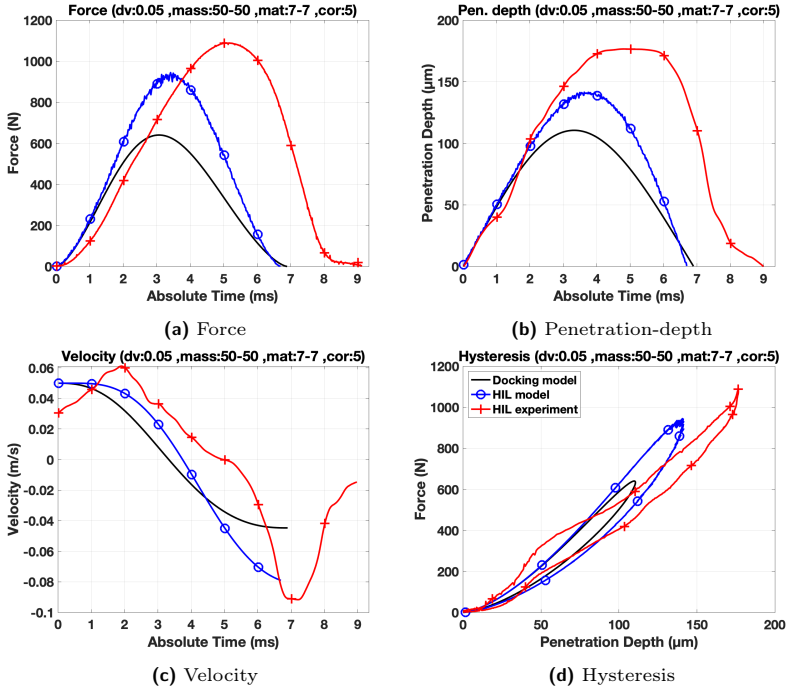 Force (dv:0.05 ,mass:50-50 ,mat:7-7 ,cor:5)
1200
1000
800
600
400
200
0
Force (N)
0 1 2 3 4 5 6 7 8 9
Absolute Time (ms)
(a) Force
Pen. depth (dv:0.05 ,mass:50-50 ,mat:7-7 ,cor:5)
200
150
100
50
0
Penetration Depth (μm)
0 1 2 3 4 5 6 7 8 9
Absolute Time (ms)
(b) Penetration-depth
Velocity (dv:0.05 ,mass:50-50 ,mat:7-7 ,cor:5)
0.06
0.04
0.02
0
-0.02
-0.04
-0.06
-0.08
-0.1
Velocity (m/s)
0 1 2 3 4 5 6 7 8 9
Absolute Time (ms)
(c) Velocity
Hysteresis (dv:0.05 ,mass:50-50 ,mat:7-7 ,cor:5)
Docking model
HIL model
HIL experiment
1200
1000
800
600
400
200
0
Force (N)
0 50 100 150 200
Penetration Depth (μm)
(d) Hysteresis